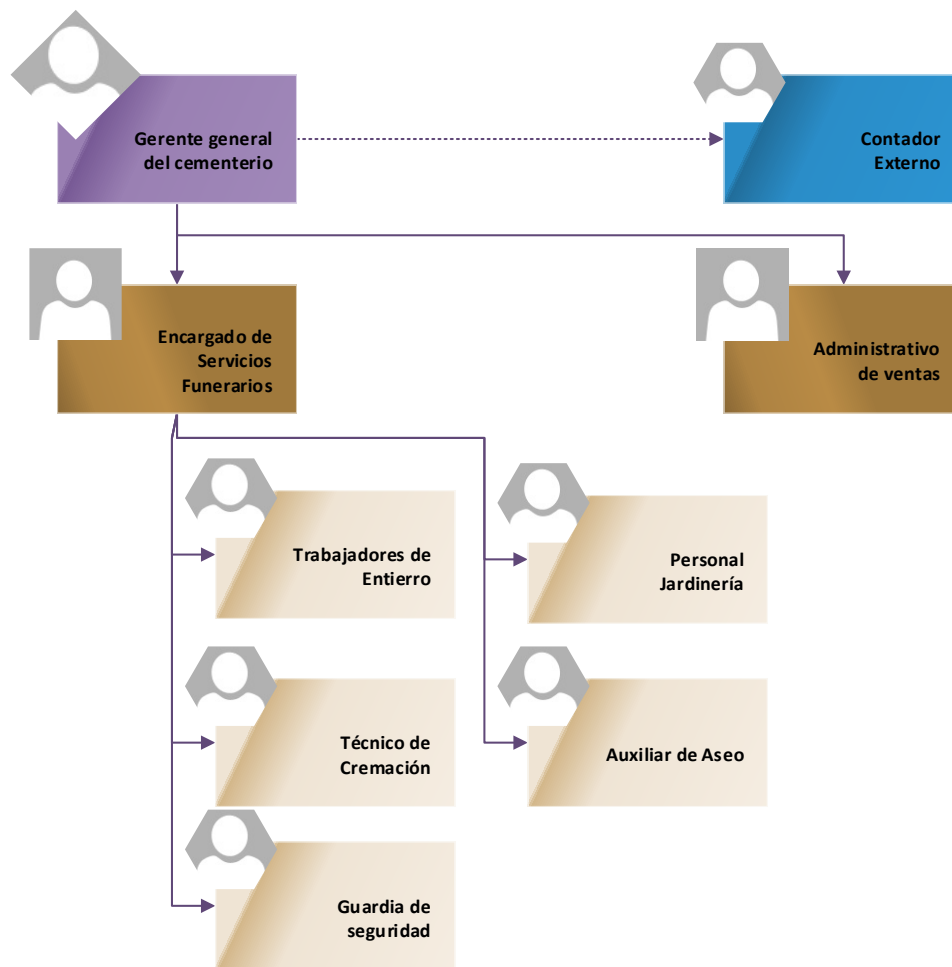 Gerente general
del cementerio
Contador
Externo
Encargado de
Servicios
Funerarios
Administrativo
de ventas
Trabajadores de
Entierro
Personal
Jardinería
Técnico de
Cremación
Auxiliar de Aseo
Guardia de
seguridad